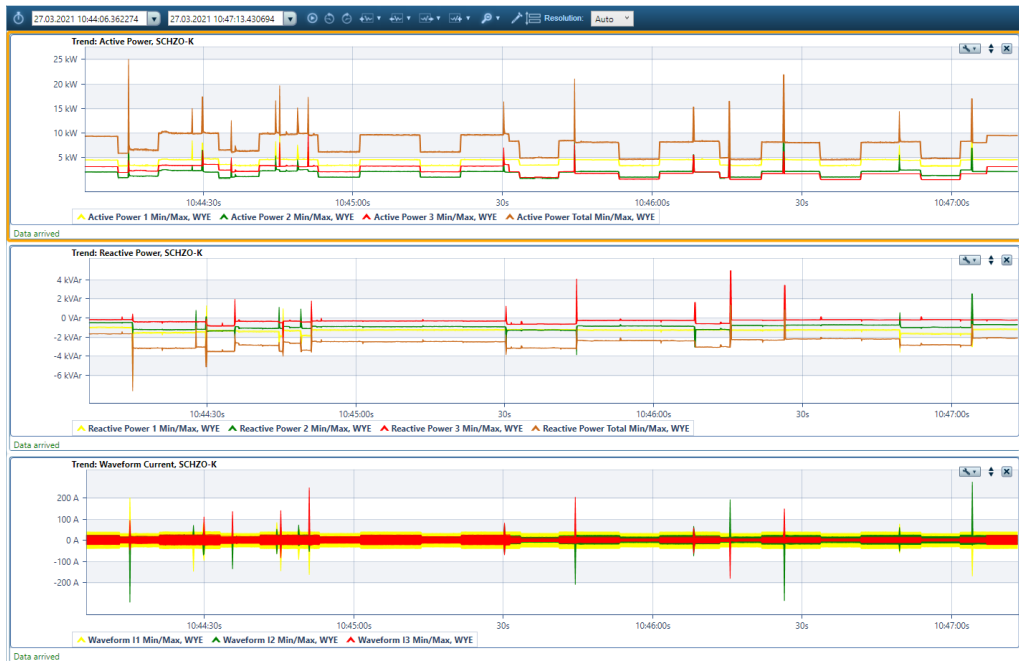 27.03.2021 10:44:06.362274 27.03.2021 10:47:13.430694 Resolution: Auto
Trend: Active Power, SCHZO-K
25 kW
20 kW
15 kW
10 kW
5 kW
10:44:30s 10:45:00s 30s 10:46:00s 30s 10:47:00s
Active Power 1 Min/Max, WYE Active Power 2 Min/Max, WYE Active Power 3 Min/Max, WYE Active Power Total Min/Max, WYE
Data arrived
Trend: Reactive Power, SCHZO-K
4 kVAr
2 kVAr
0 VAr
-2 kVAr
-4 kVAr
-6 kVAr
10:44:30s 10:45:00s 30s 10:46:00s 30s 10:47:00s
Reactive Power 1 Min/Max, WYE Reactive Power 2 Min/Max, WYE Reactive Power 3 Min/Max, WYE Reactive Power Total Min/Max, WYE
Data arrived
Trend: Waveform Current, SCHZO-K
200 A
100 A
0 A
-100 A
-200 A
10:44:30s 10:45:00s 30s 10:46:00s 30s 10:47:00s
Waveform I1 Min/Max, WYE Waveform I2 Min/Max, WYE Waveform I3 Min/Max, WYE
Data arrived